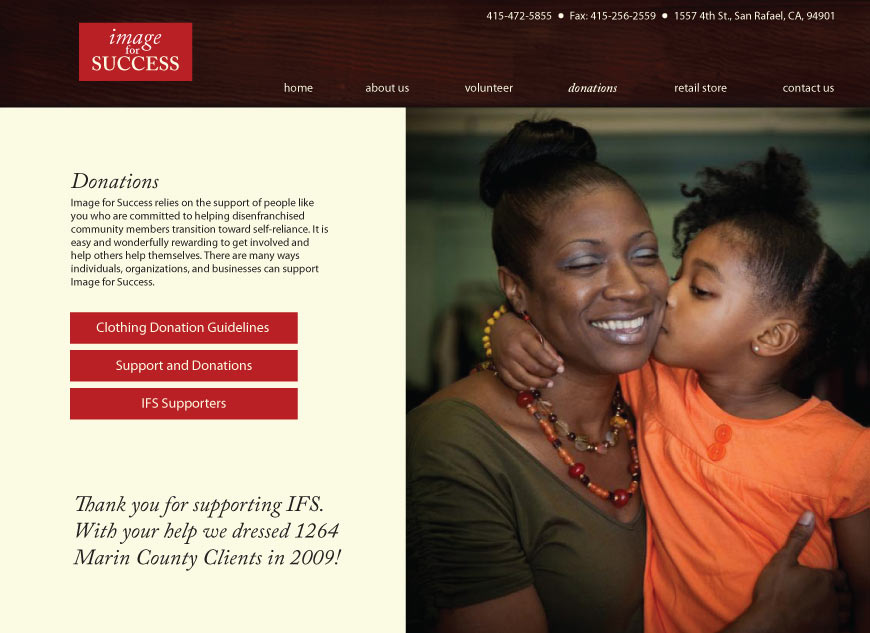 415-472-5855 ● Fax: 415-256-2559 ● 1557 4th St., San Rafael, CA, 94901
image
for
SUCCESS
home about us volunteer donations retail store contact us
Donations
Image for Success relies on the support of people like
you who are committed to helping disenfranchised
community members transition toward self-reliance. It is
easy and wonderfully rewarding to get involved and
help others help themselves. There are many ways
individuals, organizations, and businesses can support
Image for Success.
Clothing Donation Guidelines
Support and Donations
IFS Supporters
Thank you for supporting IFS.
With your help we dressed 1264
Marin County Clients in 2009!